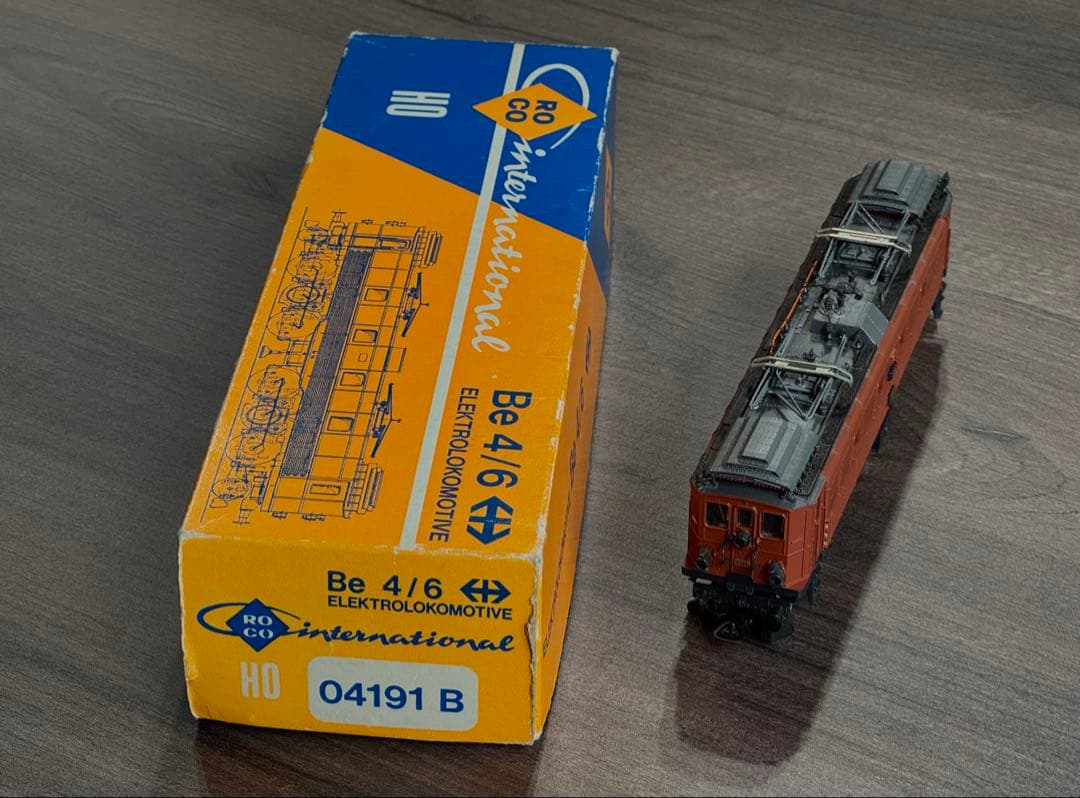 HO
RO
CO
international
Be 4/6
ELEKTROLOKOMOTIVE
Be 4/6
ELEKTROLOKOMOTIVE
RO
CO
international
HO
04191 B